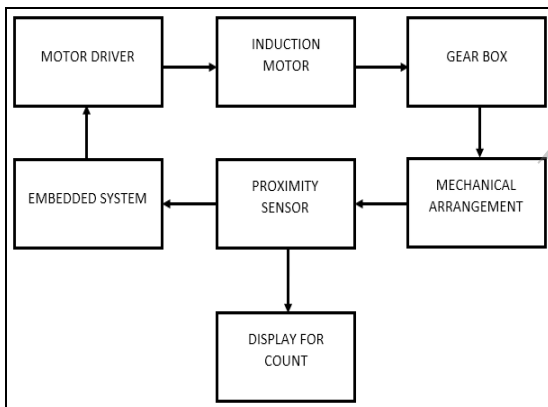 MOTOR DRIVER
INDUCTION
MOTOR
GEAR BOX
EMBEDDED SYSTEM
PROXIMITY
SENSOR
MECHANICAL
ARRANGEMENT
DISPLAY FOR
COUNT